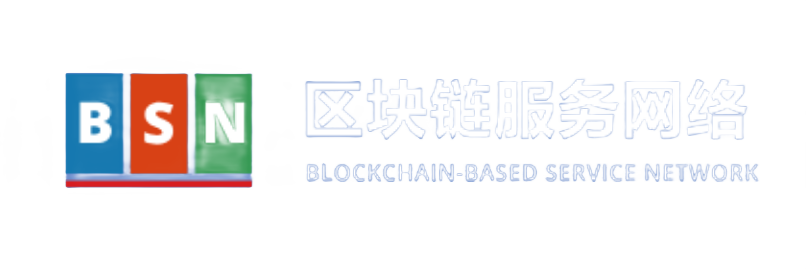 BSN
区块链服务网络
BLOCKCHAIN-BASED SERVICE NETWORK